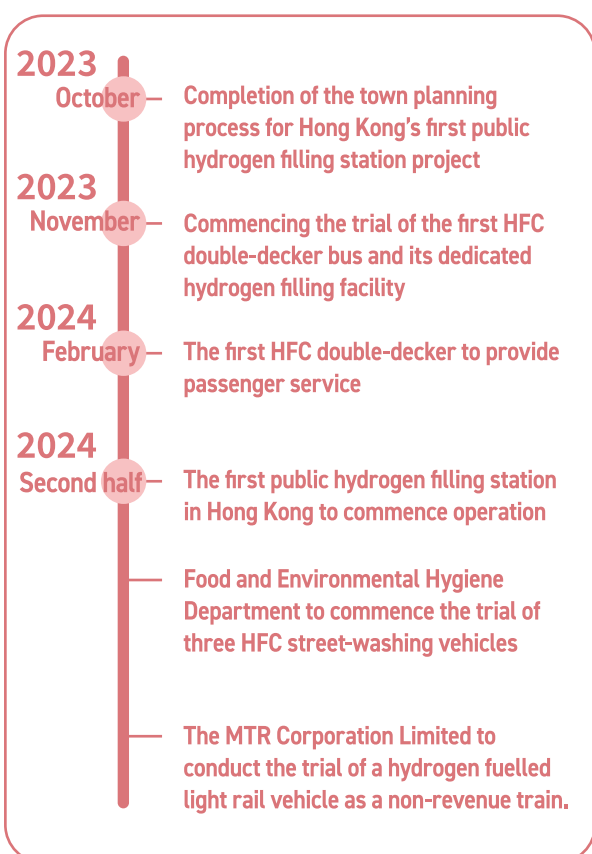 2023
October
Completion of the town planning
process for Hong Kong's first public
hydrogen filling station project
2023
November
Commencing the trial of the first HFC
double-decker bus and its dedicated
hydrogen filling facility
2024
February
The first HFC double-decker to provide
passenger service
2024
Second half
The first public hydrogen filling station
in Hong Kong to commence operation
Food and Environmental Hygiene
Department to commence the trial of
three HFC street-washing vehicles
The MTR Corporation Limited to
conduct the trial of a hydrogen fuelled
light rail vehicle as a non-revenue train.